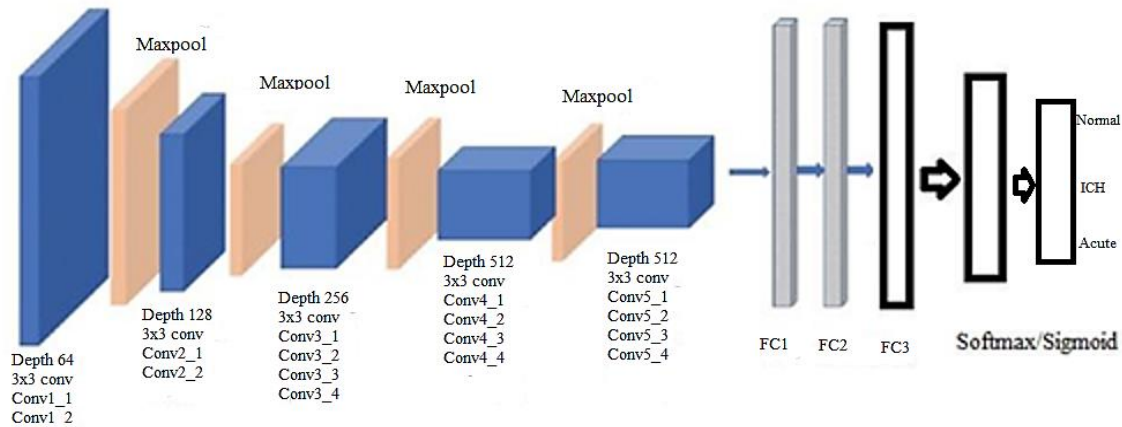 Maxpool
Maxpool
Maxpool
Maxpool
Depth 64
3x3 conv
Conv1_1
Conv1_2
Depth 128
3x3 conv
Conv2_1
Conv2_2
Depth 256
3x3 conv
Conv3_1
Conv3_2
Conv3_3
Conv3_4
Depth 512
3x3 conv
Conv4_1
Conv4_2
Conv4_3
Conv4_4
Depth 512
3x3 conv
Conv5_1
Conv5_2
Conv5_3
Conv5_4
FC1
FC2
FC3
Softmax/Sigmoid
Normal
ICH
Acute